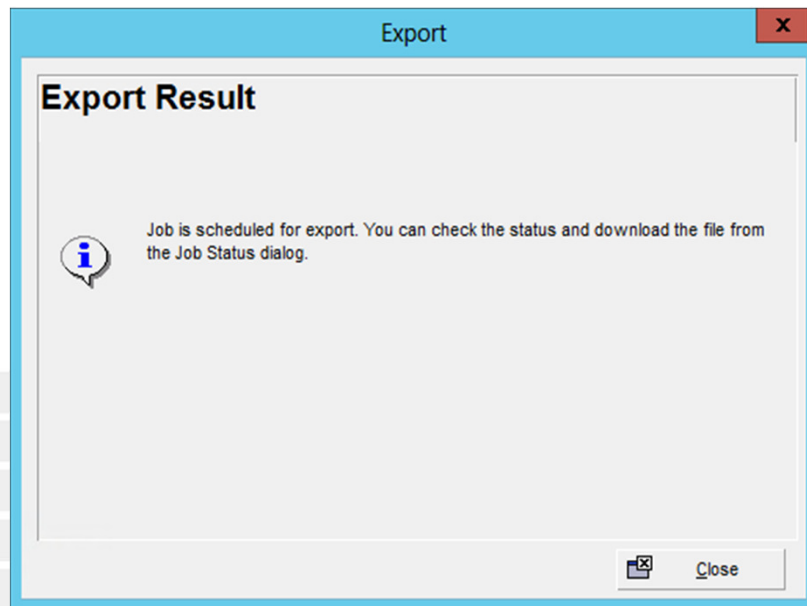 Export
x
Export Result
Job is scheduled for export. You can check the status and download the file from
the Job Status dialog.
i
Close